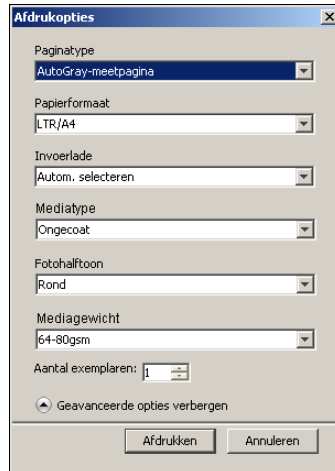 Afdrukopties
Paginatype
AutoGray-meetpagina
Papierformaat
LTR/A4
Invoerlade
Autom. selecteren
Mediatype
Ongecoat
Fotohalftoon
Rond
Mediagewicht
64-80gsm
Aantal exemplaren: 1
Geavanceerde opties verbergen
Afdrukken Annuleren